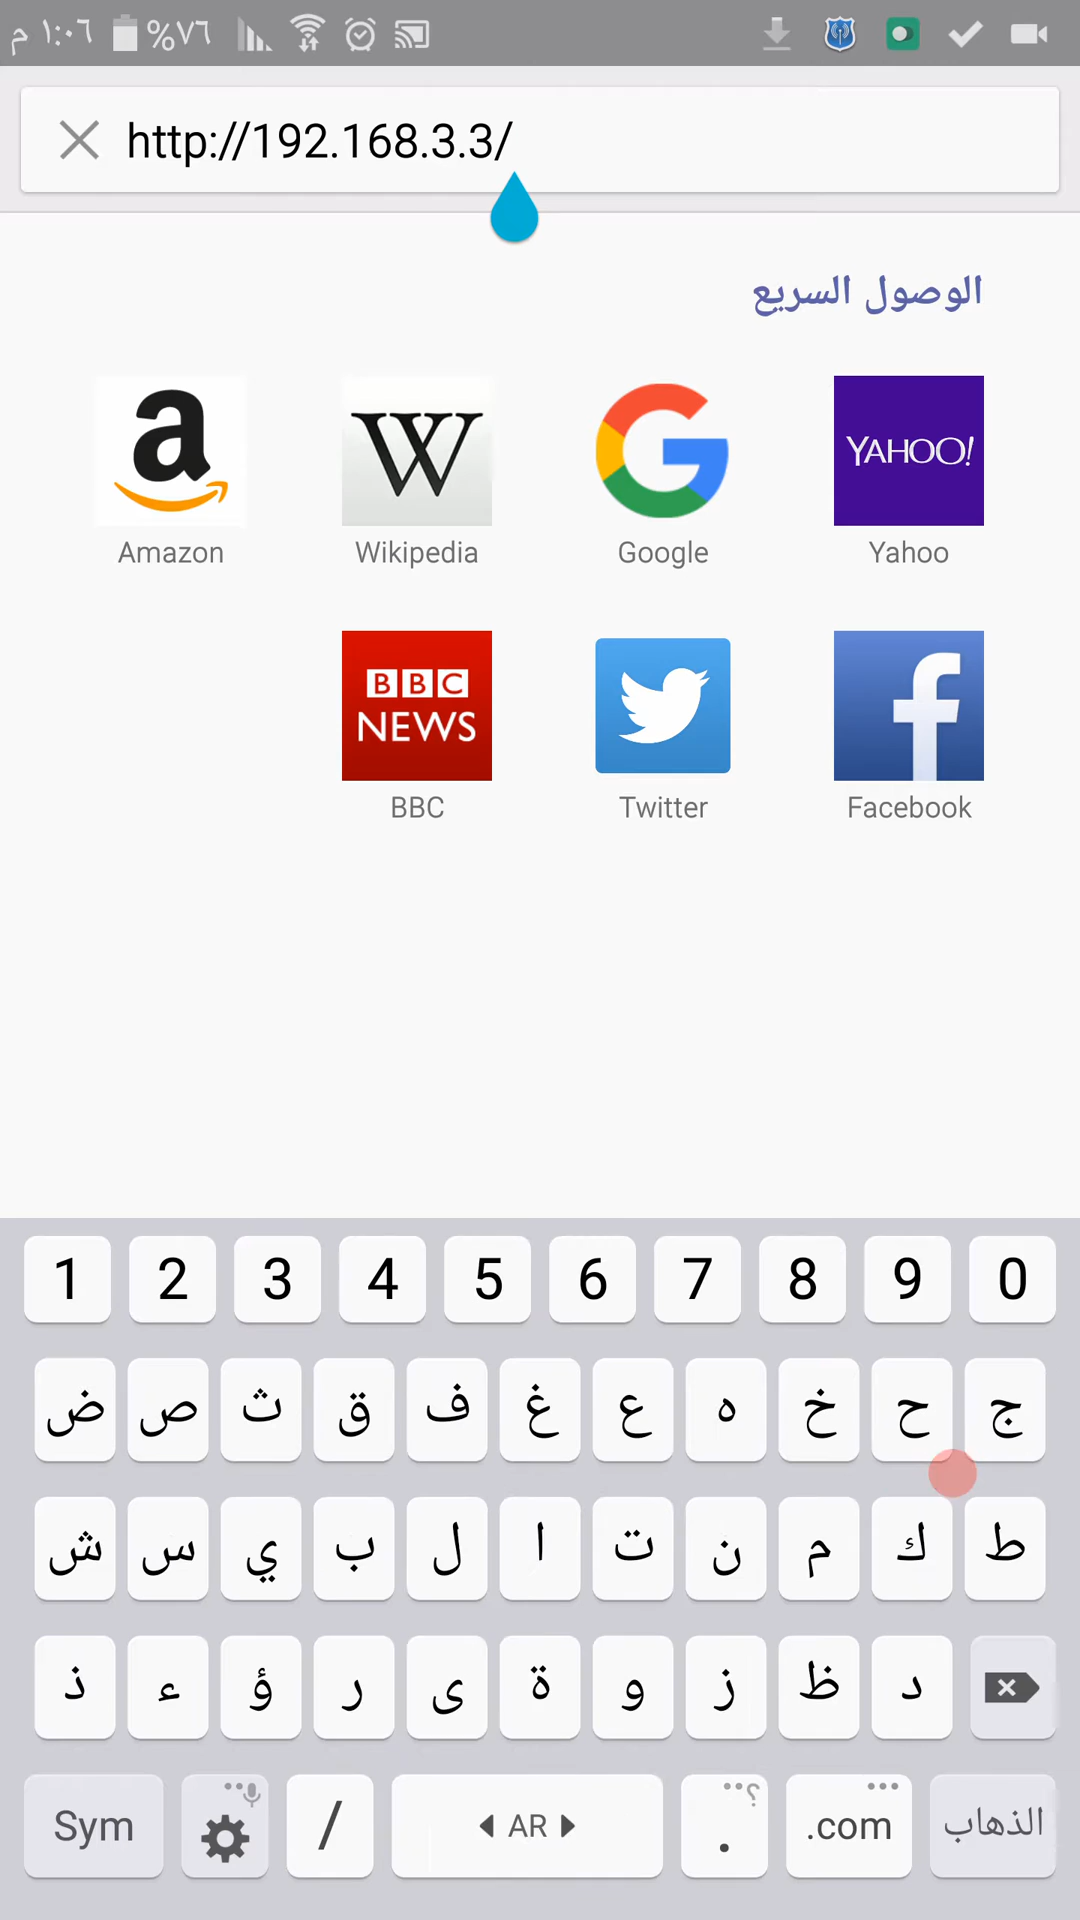 م ١:٠٦ %٧٦
http://192.168.3.3/
الوصول السريع
a
W
G
YAHOO!
Amazon
Wikipedia
Google
Yahoo
BBC NEWS
f
BBC
Twitter
Facebook
1 2 3 4 5 6 7 8 9 0
ض ص ث ق ف غ ع ه خ ح ج
ش س ي ب ل ا ت ن م ك ط
ذ ء ؤ ر ى ة و ز ظ د
Sym / AR . ؟ .com الذهاب